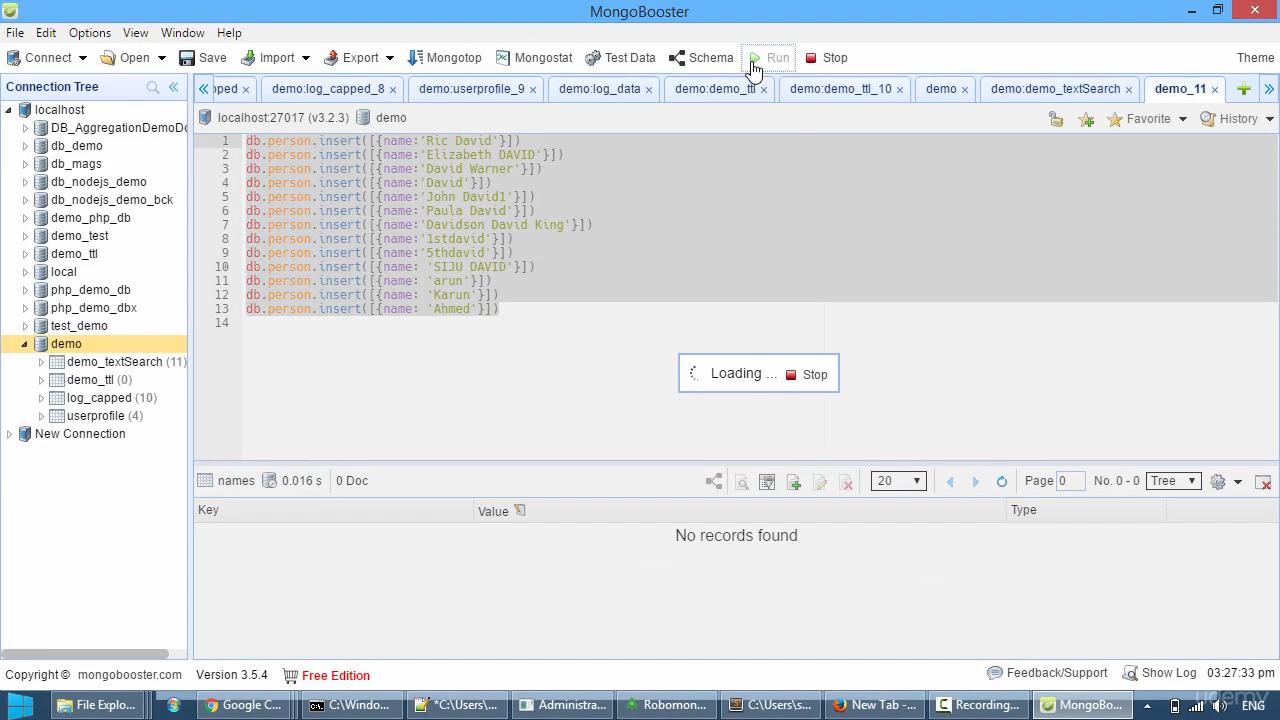 MongoBooster
File Edit Options View Window Help
Connect Open Save Import Export Mongotop Mongostat Test Data Schema Run Stop Theme
Connection Tree
pped × demo:log_capped_8 × demo:userprofile_9 × demo:log_data × demo:demo_ttl × demo:demo_ttl_10 × demo × demo:demo_textSearch × demo_11 ×
localhost:27017 (v3.2.3) demo Favorite History
localhost
DB_AggregationDemoDo
db_demo
db_mags
db_nodejs_demo
db_nodejs_demo_bck
demo_php_db
demo_test
demo_ttl
local
php_demo_db
php_demo_dbx
test_demo
demo
demo_textSearch (11)
demo_ttl (0)
log_capped (10)
userprofile (4)
New Connection
1 db.person.insert([{name:'Ric David'}])
2 db.person.insert([{name:'Elizabeth DAVID'}])
3 db.person.insert([{name:'David Warner'}])
4 db.person.insert([{name:'David'}])
5 db.person.insert([{name:'John David1'}])
6 db.person.insert([{name:'Paula David'}])
7 db.person.insert([{name:'Davidson David King'}])
8 db.person.insert([{name:'1stdavid'}])
9 db.person.insert([{name:'5thdavid'}])
10 db.person.insert([{name: 'SIJU DAVID'}])
11 db.person.insert([{name: 'arun'}])
12 db.person.insert([{name: 'Karun'}])
13 db.person.insert([{name: 'Ahmed'}])
14
Loading ... Stop
names 0.016 s 0 Doc 20 Page 0 No. 0 - 0 Tree
Key Value Type
No records found
Copyright © mongobooster.com Version 3.5.4 Free Edition Feedback/Support Show Log 03:27:33 pm
File Explo... Google C... C:\Windo... *C:\Users\... Administra... Robomon... C:\Users\s... New Tab -... Recording... MongoBo... ENG
udemy